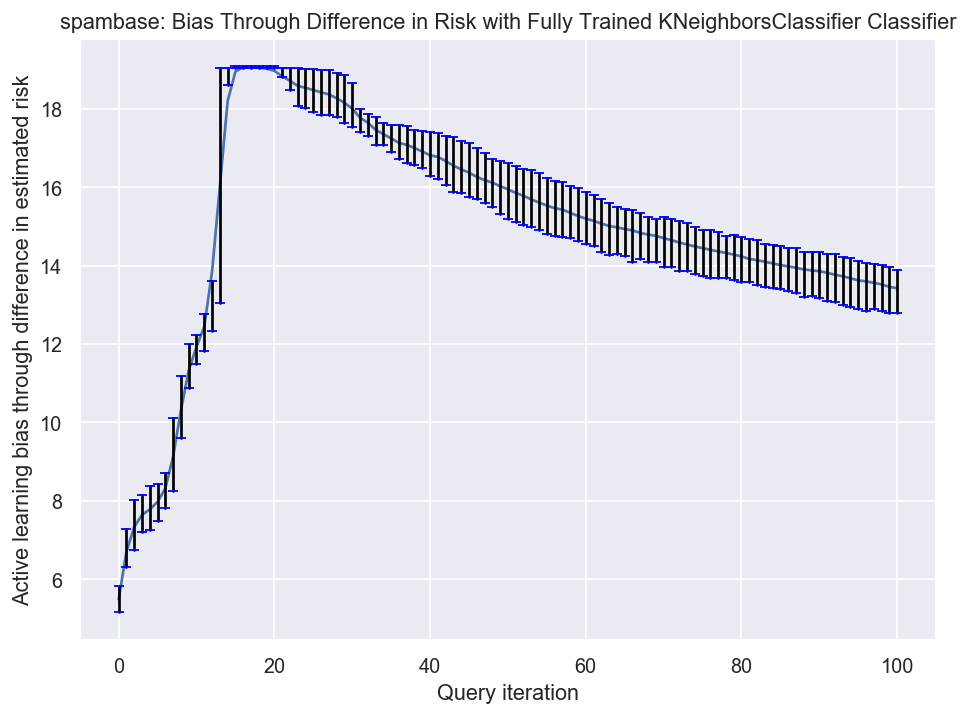 spambase: Bias Through Difference in Risk with Fully Trained KNeighborsClassifier Classifier
Active learning bias through difference in estimated risk
18
16
14
12
10
8
6
0 20 40 60 80 100
Query iteration